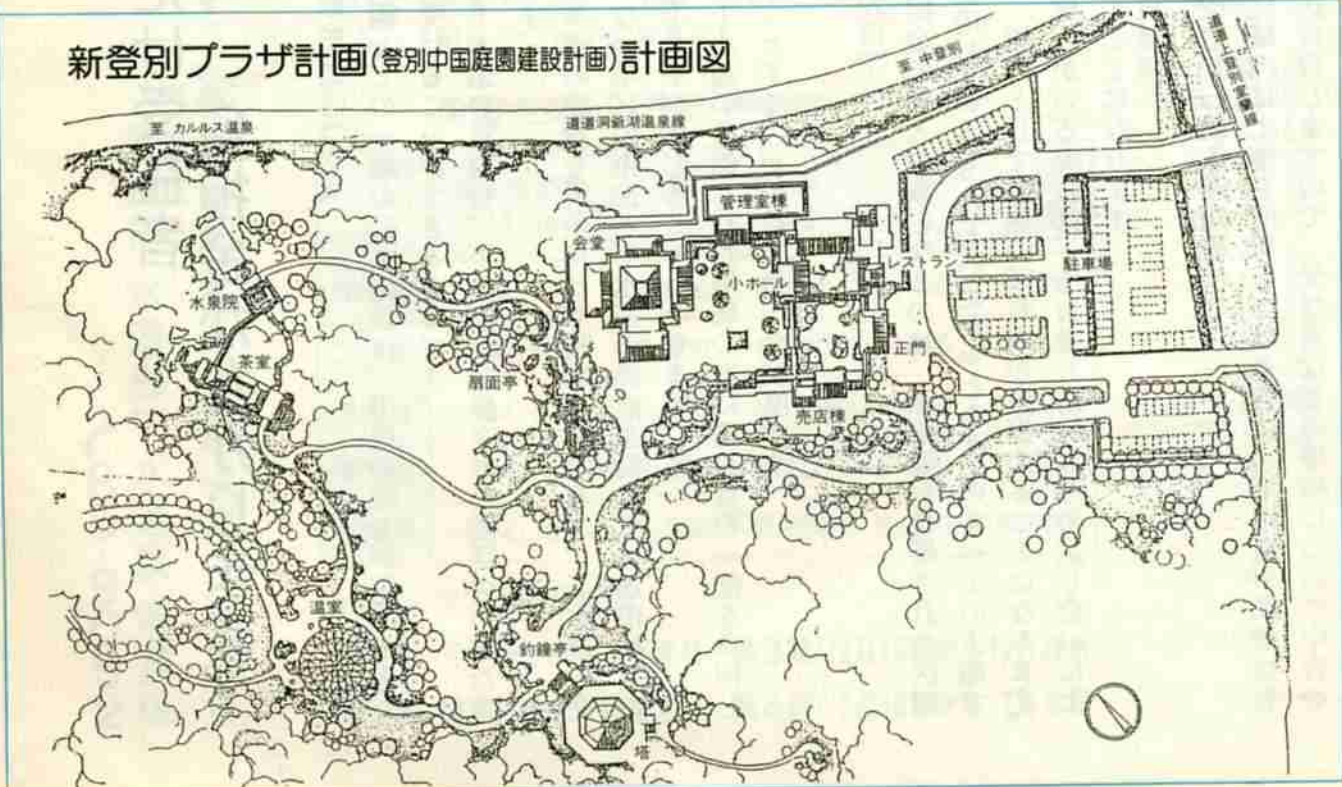 新登別プラザ計画(登別中国庭園建設計画)計画図
至 中登別
道道上登別室蘭線
至 カルルス温泉
道道洞爺湖温泉線
管理室棟
会堂
レストラン
小ホール
駐車場
水泉院
茶室
扇面亭
正門
売店棟
温室
釣鐘亭
塔